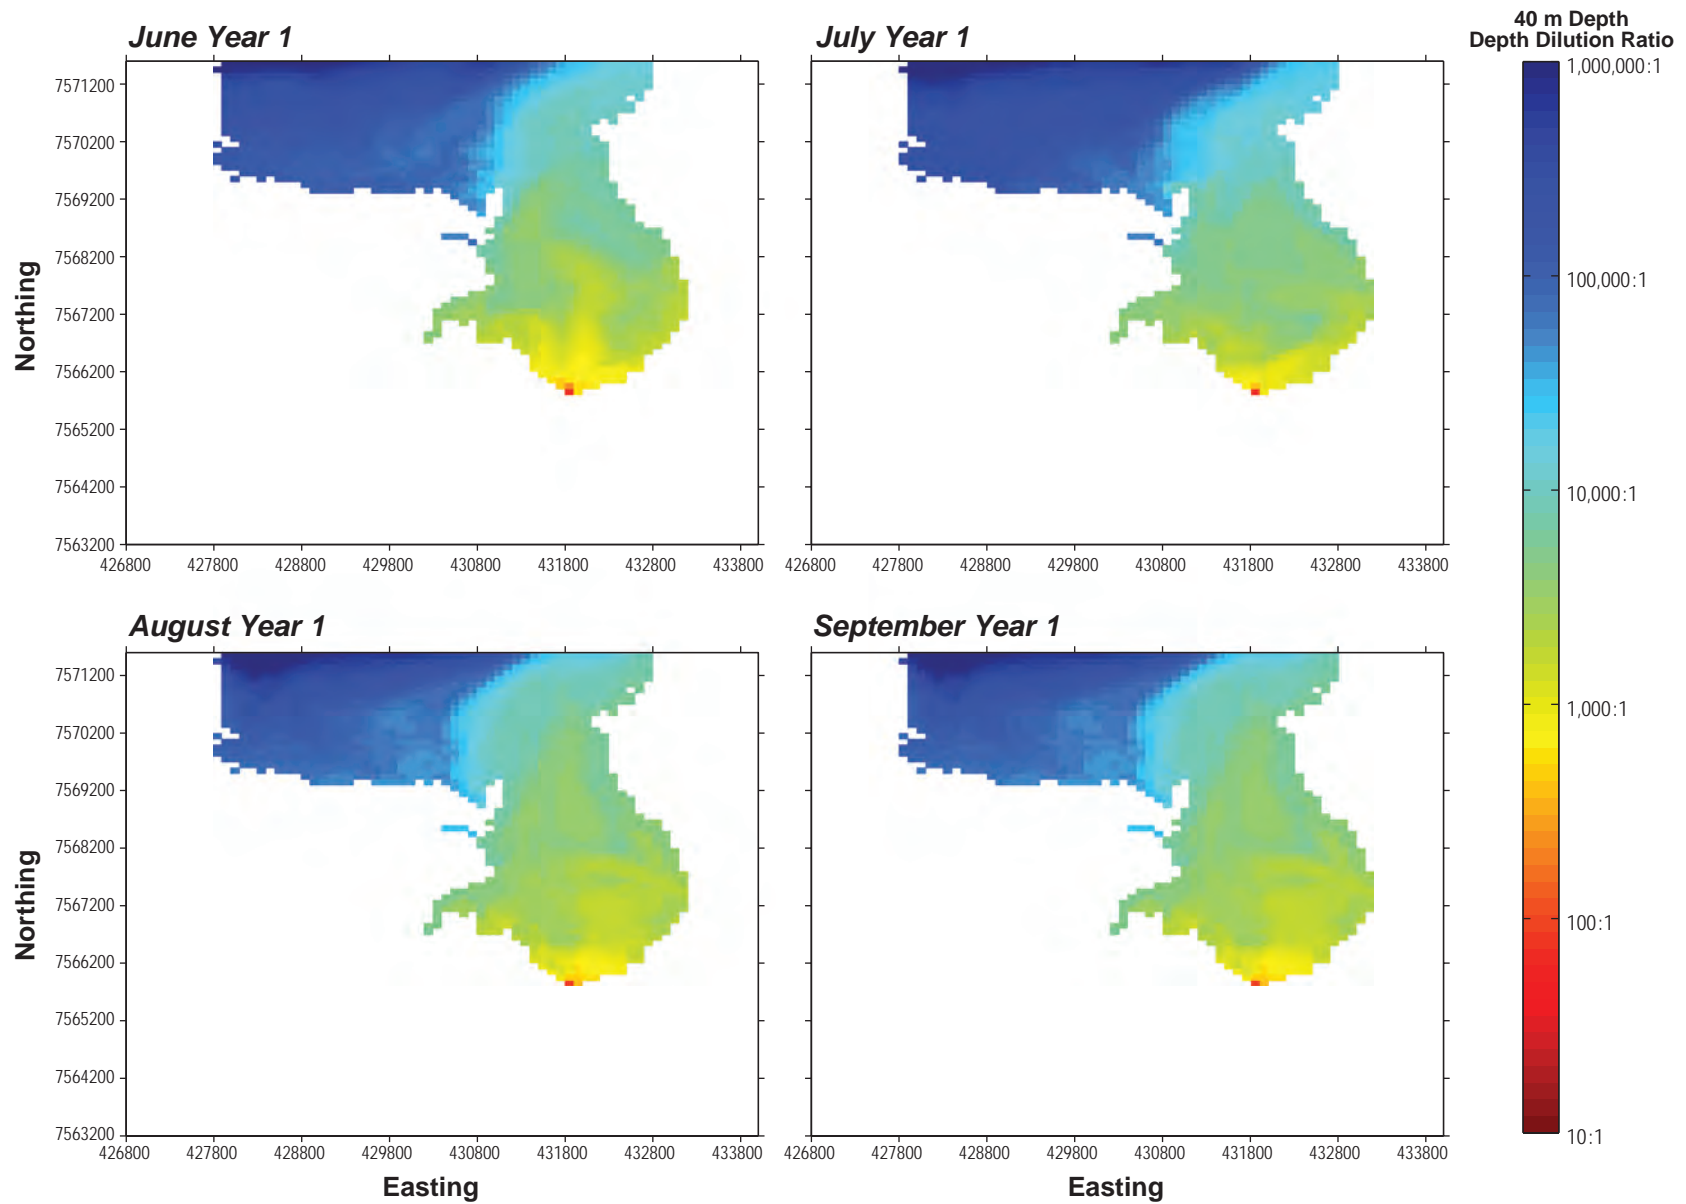 40 m Depth
Depth Dilution Ratio
June Year 1
July Year 1
1,000,000:1
100,000:1
10,000:1
1,000:1
100:1
10:1
Northing
7571200
7570200
7569200
7568200
7567200
7566200
7565200
7564200
7563200
426800 427800 428800 429800 430800 431800 432800 433800
426800 427800 428800 429800 430800 431800 432800 433800
August Year 1
September Year 1
Northing
7571200
7570200
7569200
7568200
7567200
7566200
7565200
7564200
7563200
426800 427800 428800 429800 430800 431800 432800 433800
426800 427800 428800 429800 430800 431800 432800 433800
Easting
Easting